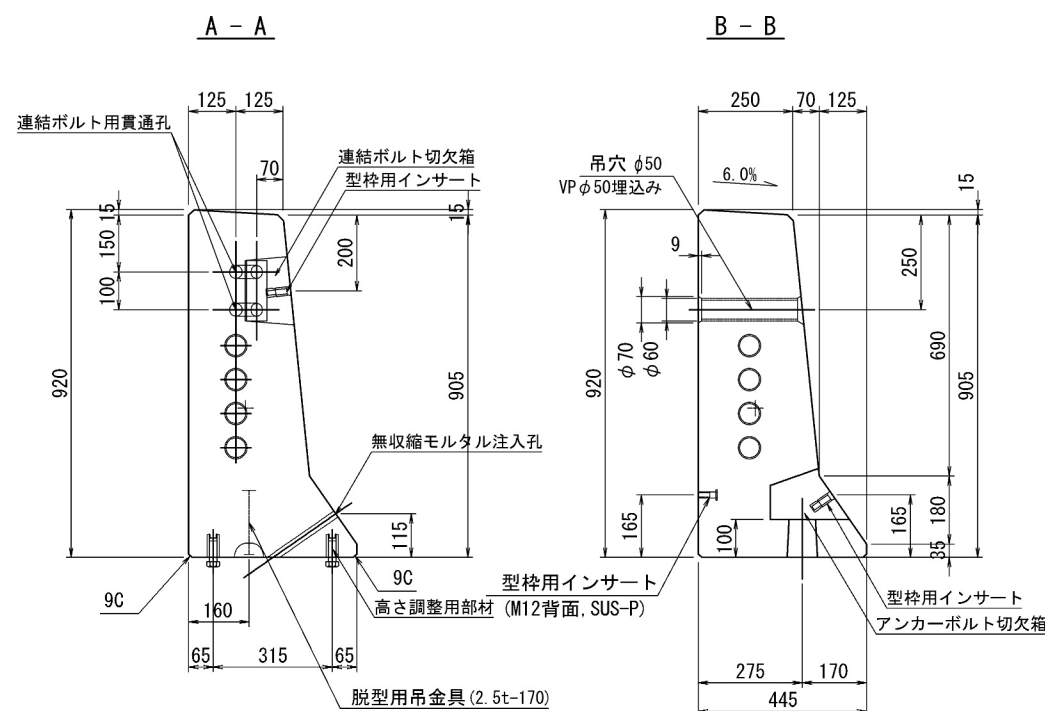 A - A
B - B
125
125
連結ボルト用貫通孔
70
連結ボルト切欠箱
型枠用インサート
15
15
150
100
200
920
905
無収縮モルタル注入孔
115
9C
9C
160
高さ調整用部材
65
315
65
脱型用吊金具(2.5t-170)
250
70
125
吊穴 φ50
VPφ50埋込み
6.0%
15
9
250
φ70
φ60
690
920
905
165
100
165
180
35
型枠用インサート
(M12背面,SUS-P)
型枠用インサート
アンカーボルト切欠箱
275
170
445